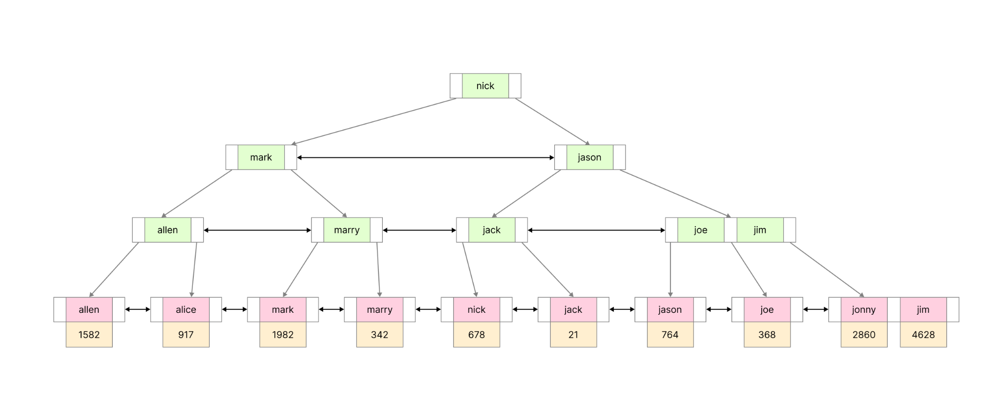 nick
mark jason
allen marry jack joe jim
allen alice mark marry nick jack jason joe jonny jim
1582 917 1982 342 678 21 764 368 2860 4628